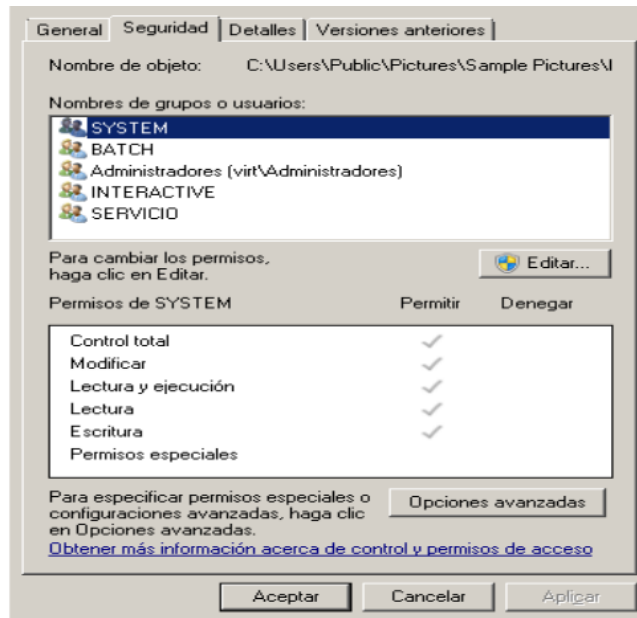 General Seguridad Detalles Versiones anteriores
Nombre de objeto: C:\Users\Public\Pictures\Sample Pictures\I
Nombres de grupos o usuarios:
SYSTEM
BATCH
Administradores (virt\Administradores)
INTERACTIVE
SERVICIO
Para cambiar los permisos,
haga clic en Editar.
Editar...
Permisos de SYSTEM Permitir Denegar
Control total
Modificar
Lectura y ejecución
Lectura
Escritura
Permisos especiales
Para especificar permisos especiales o
configuraciones avanzadas, haga clic
en Opciones avanzadas.
Opciones avanzadas
Obtener más información acerca de control y permisos de acceso
Aceptar Cancelar Aplicar